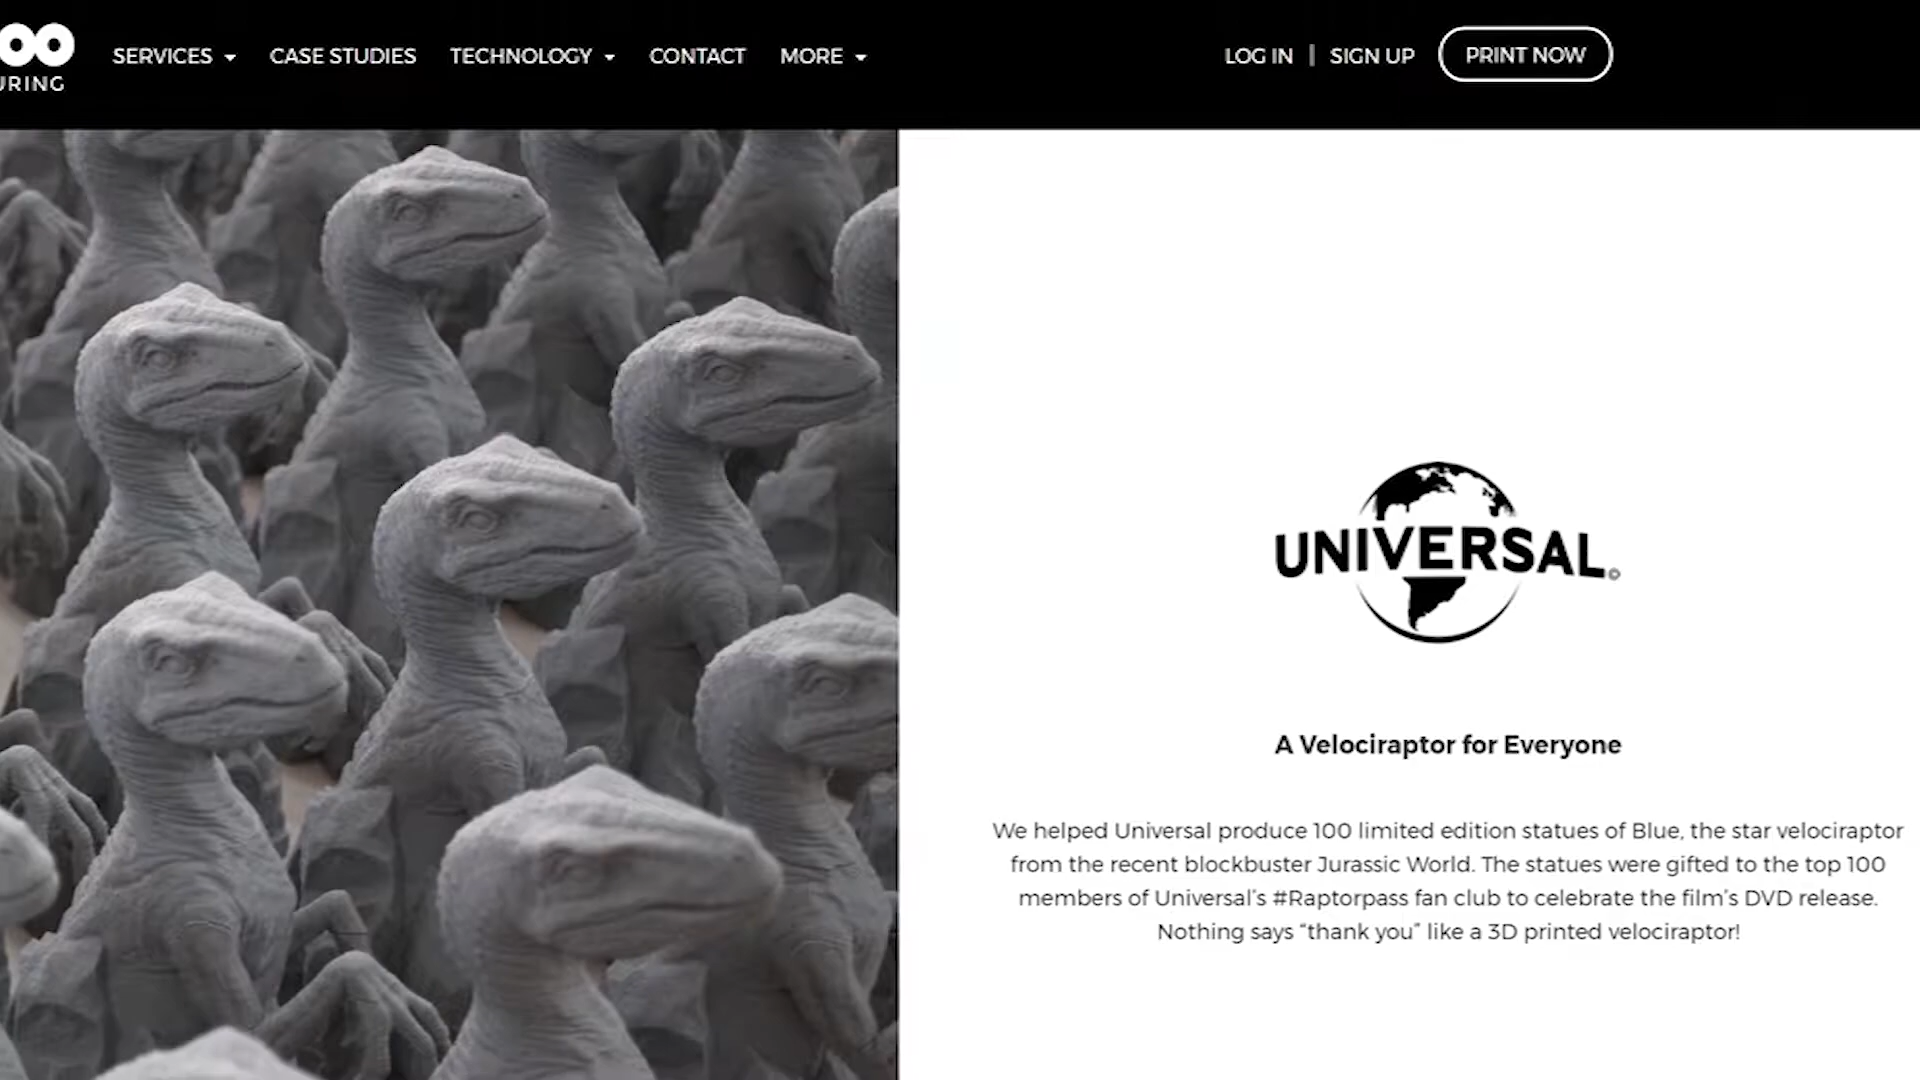 OO
URING
SERVICES
CASE STUDIES
TECHNOLOGY
CONTACT
MORE
LOG IN | SIGN UP
PRINT NOW
UNIVERSAL©
A Velociraptor for Everyone
We helped Universal produce 100 limited edition statues of Blue, the star velociraptor
from the recent blockbuster Jurassic World. The statues were gifted to the top 100
members of Universal's #Raptorpass fan club to celebrate the film's DVD release.
Nothing says “thank you” like a 3D printed velociraptor!